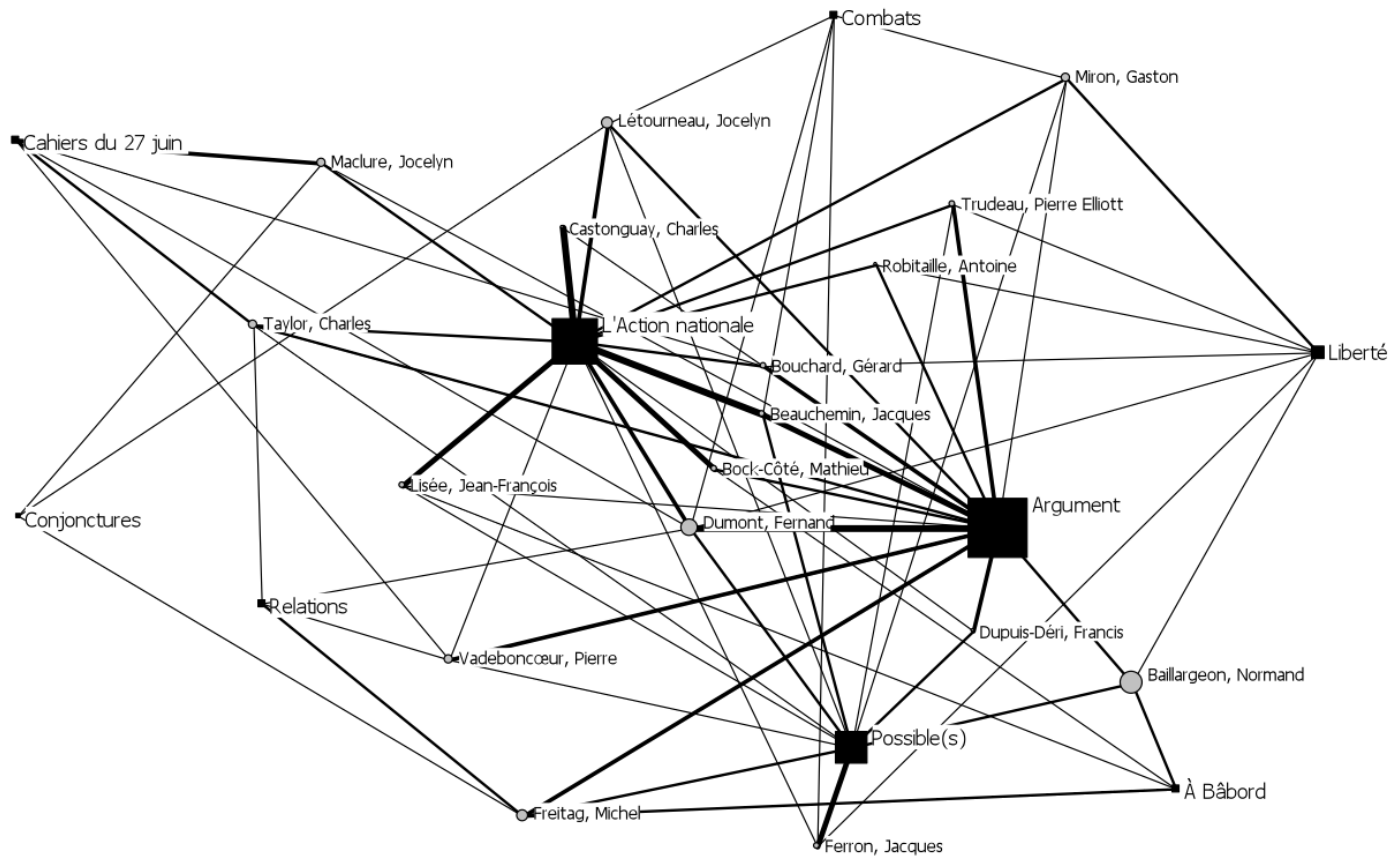 Combats
Miron, Gaston
Létourneau, Jocelyn
Cahiers du 27 juin
Maclure, Jocelyn
Trudeau, Pierre Elliott
Castonguay, Charles
Robitaille, Antoine
Taylor, Charles
L'Action nationale
Liberté
Bouchard, Gérard
Beauchemin, Jacques
Bock-Côté, Mathieu
Lisée, Jean-François
Argument
Conjonctures
Dumont, Fernand
Relations
Dupuis-Déri, Francis
Vadeboncœur, Pierre
Baillargeon, Normand
Possible(s)
À Bâbord
Freitag, Michel
Ferron, Jacques